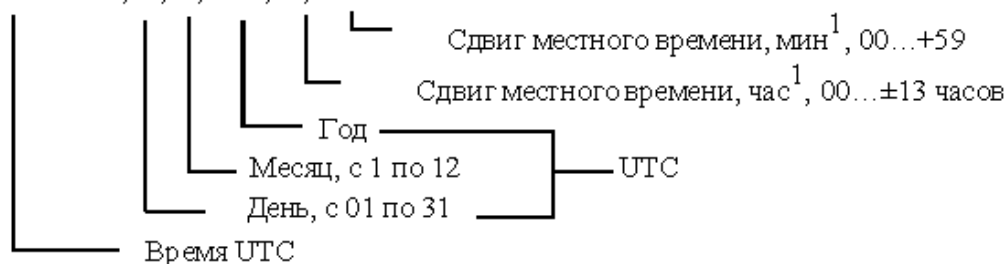 Сдвиг местного времени, мин1, 00...+59
Сдвиг местного времени, час1, 00...±13 часов
Год
Месяц, с 1 по 12
UTC
День, с 01 по 31
Время UTC